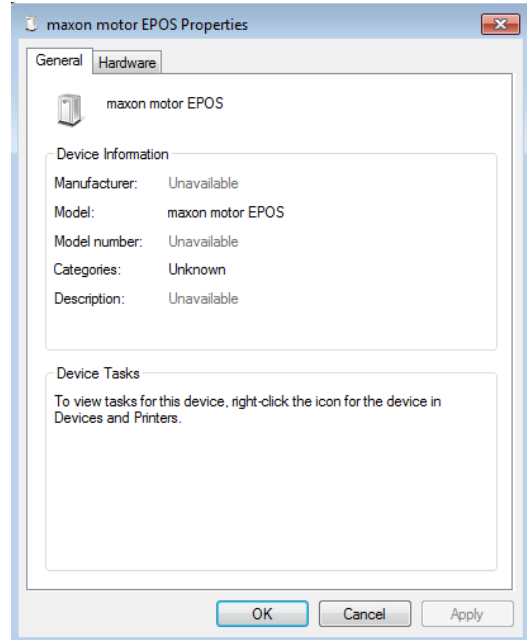 maxon motor EPOS Properties
General Hardware
maxon motor EPOS
Device Information
Manufacturer: Unavailable
Model: maxon motor EPOS
Model number: Unavailable
Categories: Unknown
Description: Unavailable
Device Tasks
To view tasks for this device, right-click the icon for the device in
Devices and Printers.
OK Cancel Apply